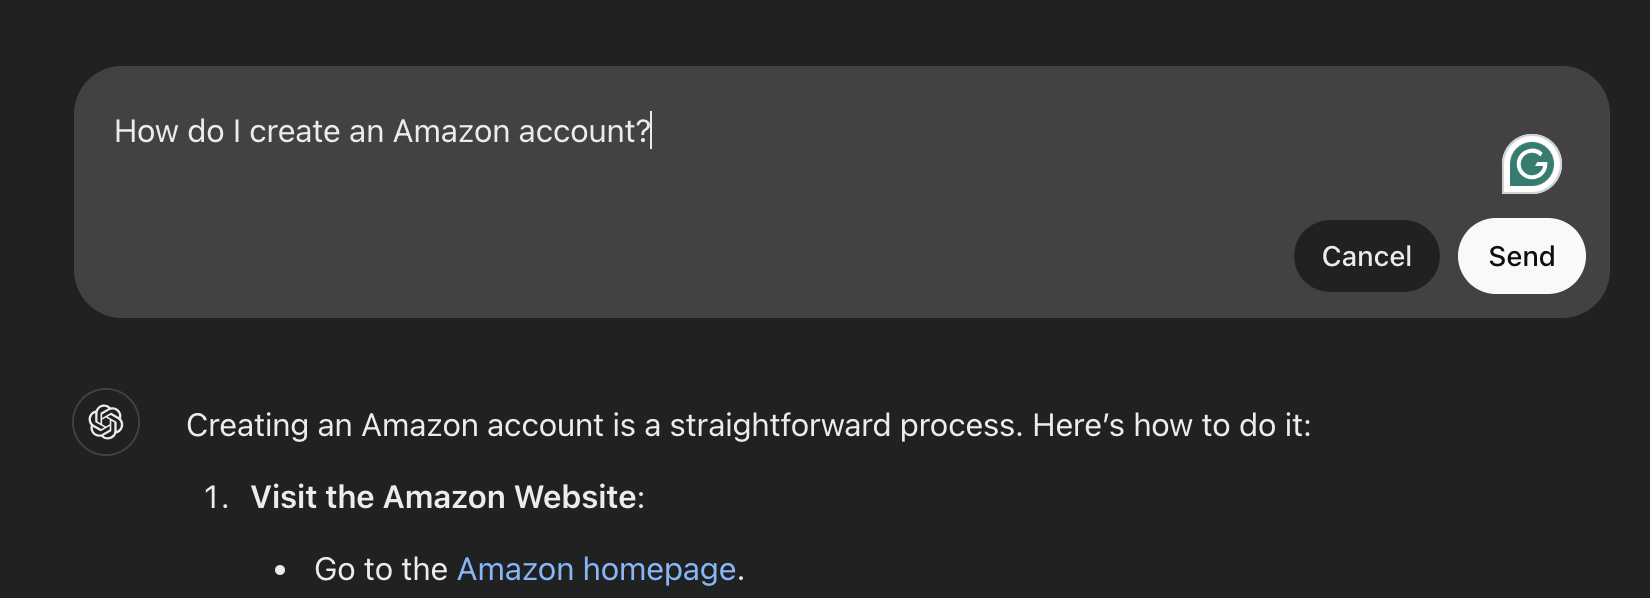 How do I create an Amazon account?
G
Cancel Send
Creating an Amazon account is a straightforward process. Here’s how to do it:
1. Visit the Amazon Website:
• Go to the Amazon homepage.